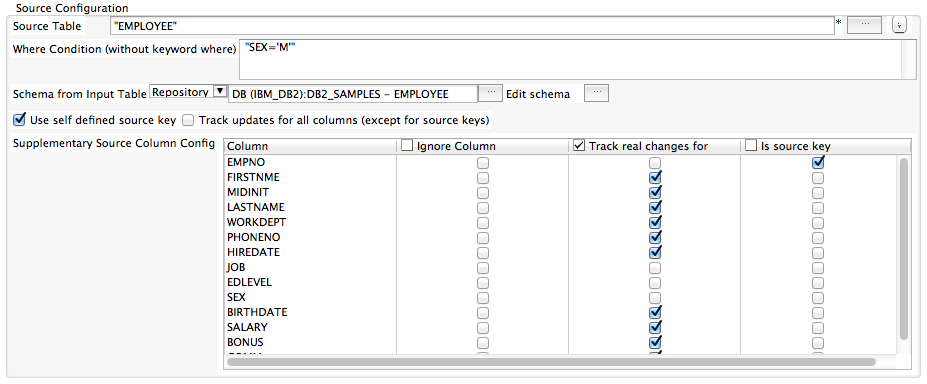 Source Configuration
Source Table "EMPLOYEE" * ...
Where Condition (without keyword where) "SEX='M'"
Schema from Input Table Repository DB (IBM_DB2):DB2_SAMPLES - EMPLOYEE ... Edit schema ...
Use self defined source key Track updates for all columns (except for source keys)
Supplementary Source Column Config Column Ignore Column Track real changes for Is source key
EMPNO
FIRSTNME
MIDINIT
LASTNAME
WORKDEPT
PHONENO
HIREDATE
JOB
EDLEVEL
SEX
BIRTHDATE
SALARY
BONUS